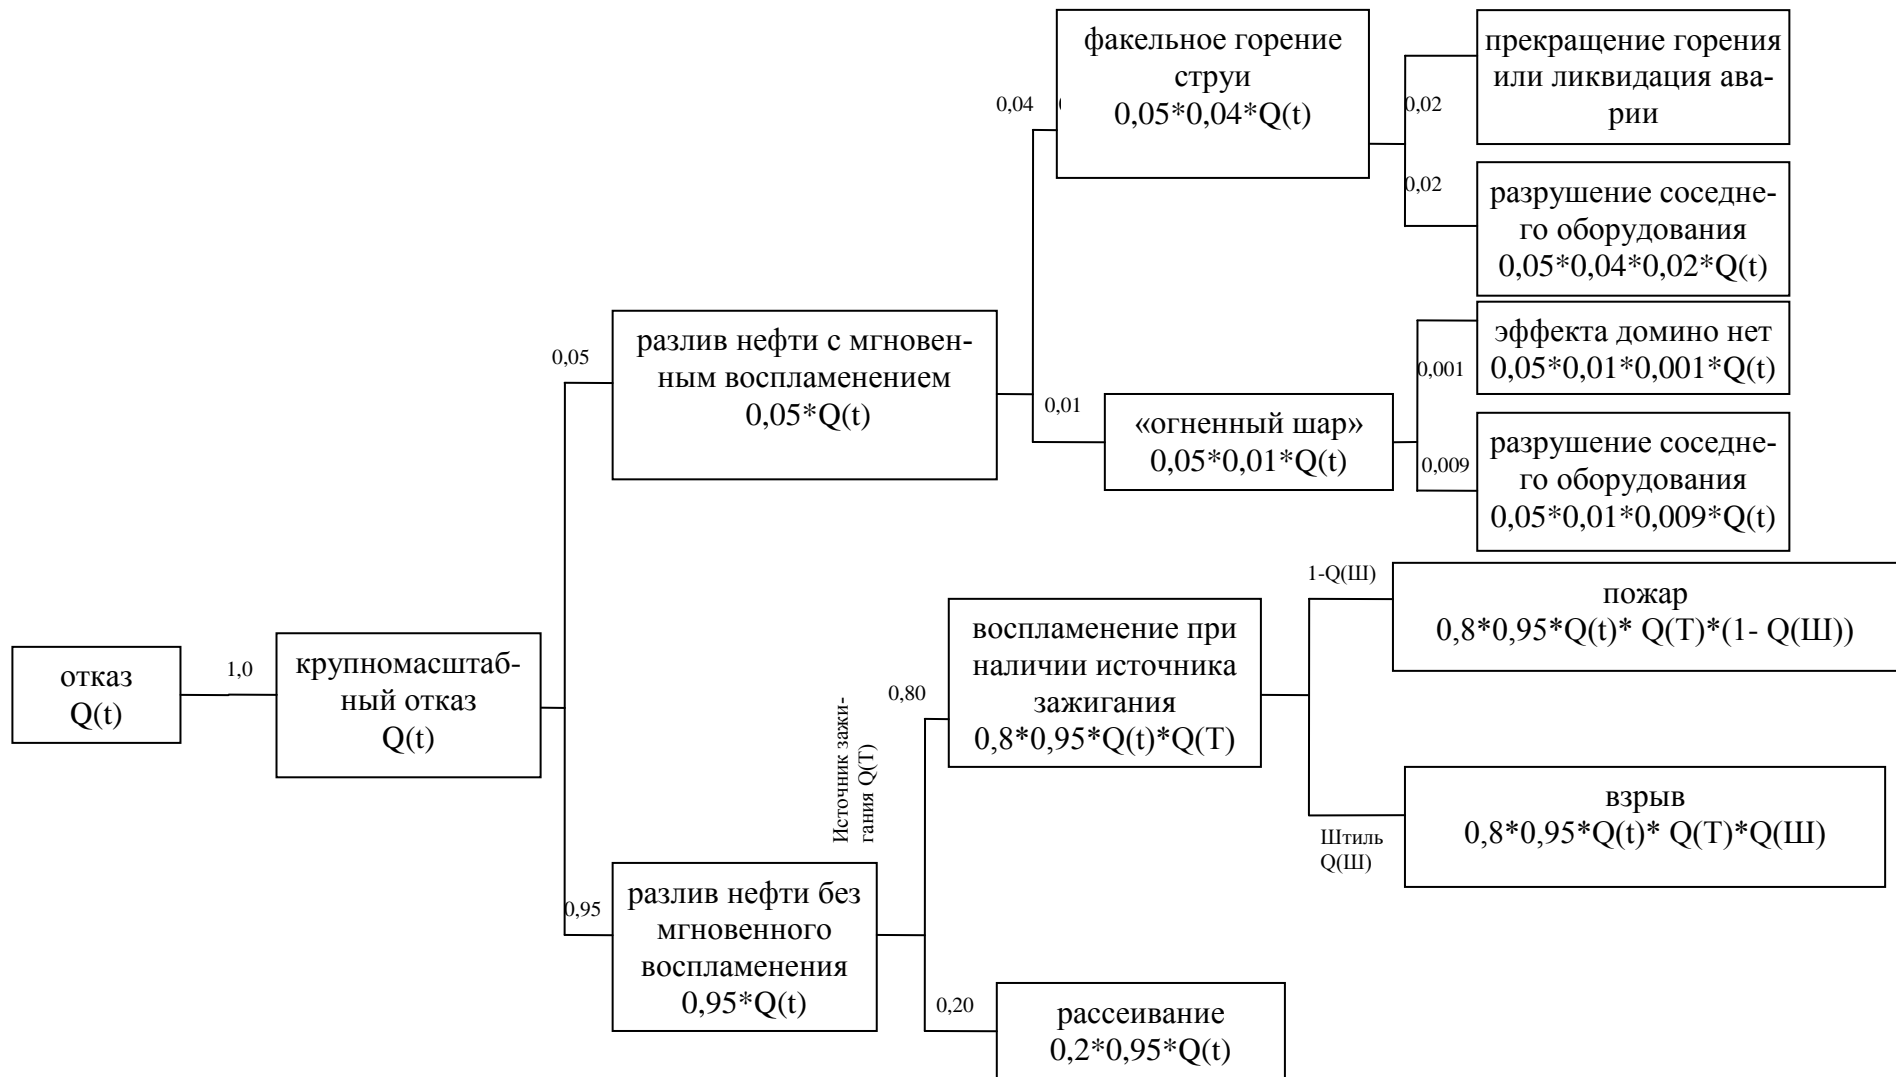 факельное горение
струи
0,05*0,04*Q(t)
прекращение горения
или ликвидация ава-
рии
0,04
0,02
0,02
разрушение соседне-
го оборудования
0,05*0,04*0,02*Q(t)
разлив нефти с мгновен-
ным воспламенением
0,05*Q(t)
0,05
0,01
«огненный шар»
0,05*0,01*Q(t)
0,001
эффекта домино нет
0,05*0,01*0,001*Q(t)
0,009
разрушение соседне-
го оборудования
0,05*0,01*0,009*Q(t)
отказ
Q(t)
1,0
крупномасштаб-
ный отказ
Q(t)
Источник зажи-
гания Q(T)
0,80
воспламенение при
наличии источника
зажигания
0,8*0,95*Q(t)*Q(T)
1-Q(Ш)
пожар
0,8*0,95*Q(t)* Q(T)*(1- Q(Ш))
Штиль
Q(Ш)
взрыв
0,8*0,95*Q(t)* Q(T)*Q(Ш)
0,95
разлив нефти без
мгновенного
воспламенения
0,95*Q(t)
0,20
рассеивание
0,2*0,95*Q(t)